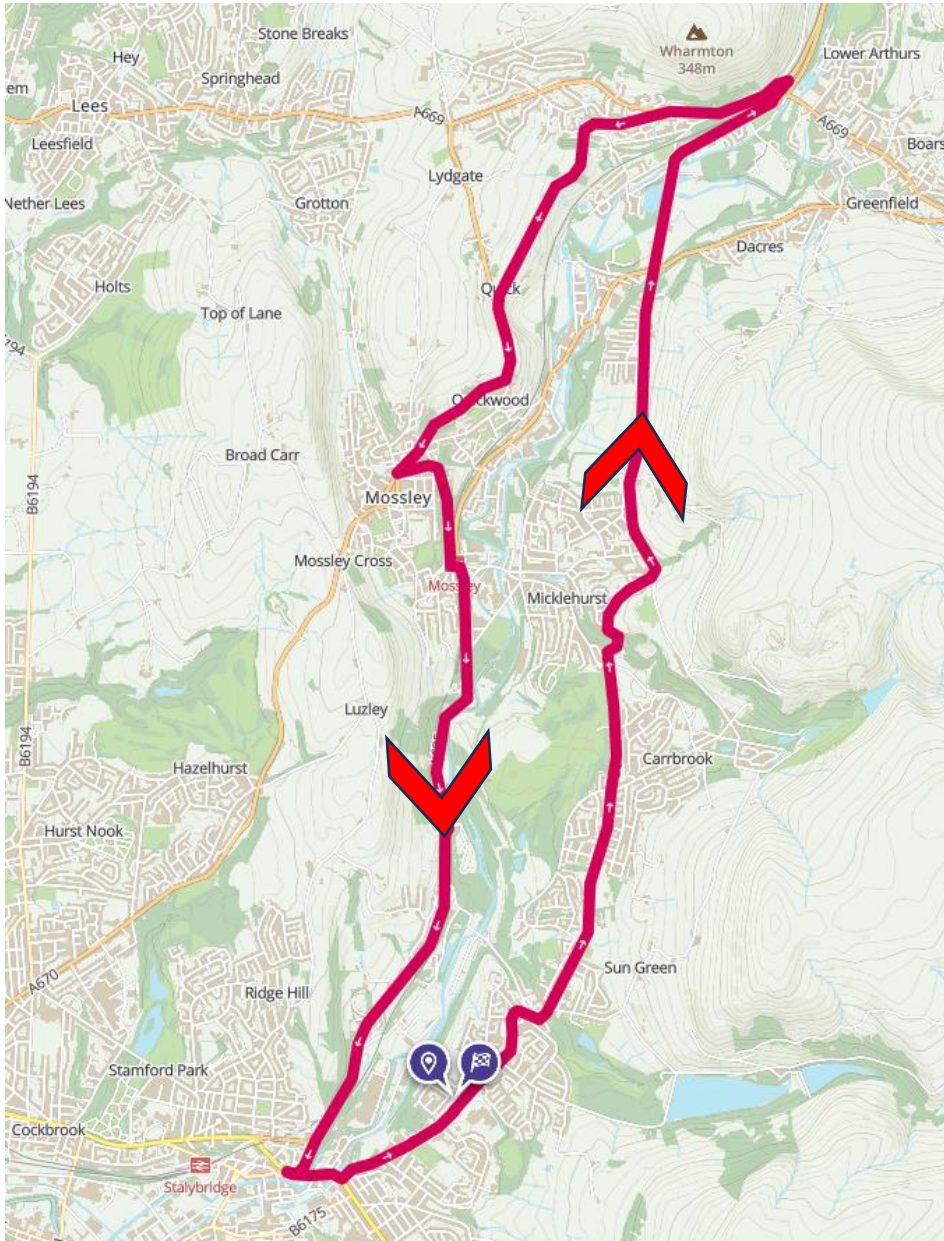 Stone Breaks
Hey
Wharmton
348m
Lower Arthurs
Springhead
em
Lees
A669
A669
Leesfield
Boars
Lydgate
Nether Lees
Grotton
Greenfield
Dacres
Holts
Quick
Top of Lane
794
Quickwood
Broad Carr
B6194
Mossley
Mossley Cross
Mossley
Micklehurst
Luzley
B6194
Carrbrook
Hazelhurst
Hurst Nook
Sun Green
A670
Ridge Hill
Stamford Park
Cockbrook
Stalybridge
B6175